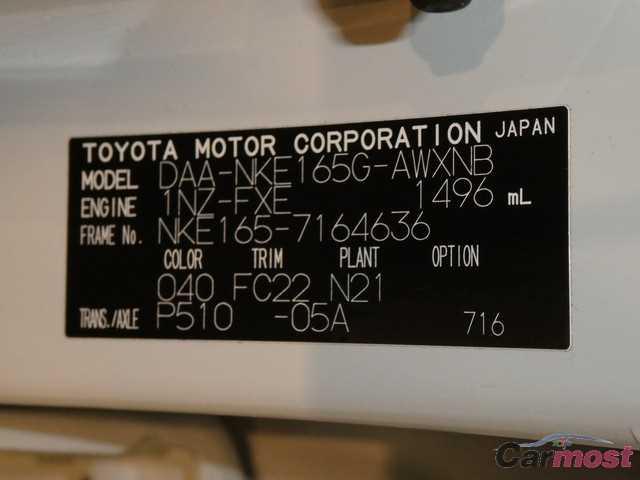 TOYOTA MOTOR CORPORATION JAPAN
MODEL DAA-NKE165G-AWXNB
ENGINE 1NZ-FXE 1496 mL
FRAME No. NKE165-7164636
COLOR TRIM PLANT OPTION
040 FC22 N21
TRANS./AXLE P510 -05A 716
Carmost